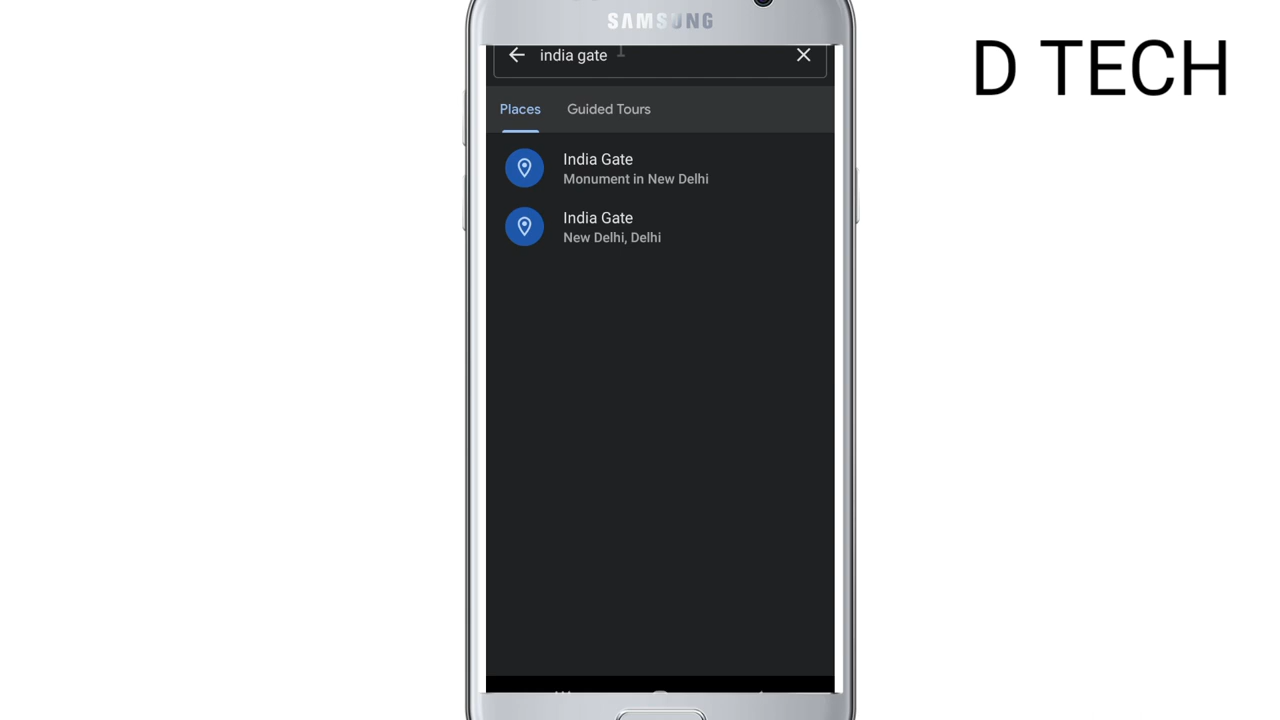 SAMSUNG
D TECH
india gate
Places
Guided Tours
India Gate
Monument in New Delhi
India Gate
New Delhi, Delhi